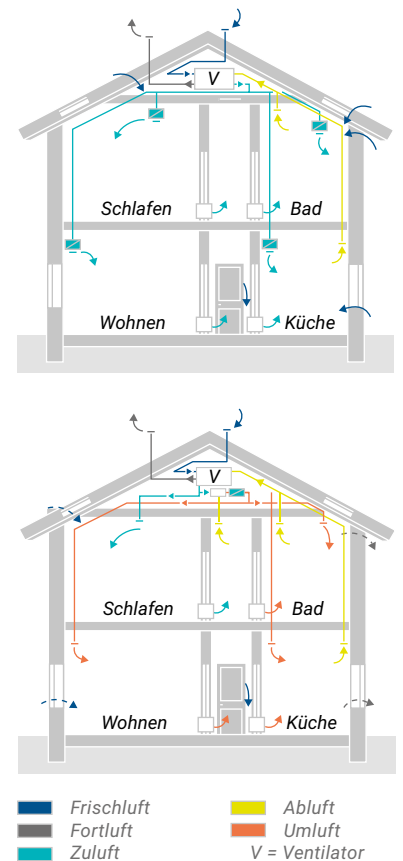 V
Schlafen Bad
Wohnen Küche
V
Schlafen Bad
Wohnen Küche
Frischluft Abluft
Fortluft Umluft
Zuluft V = Ventilator